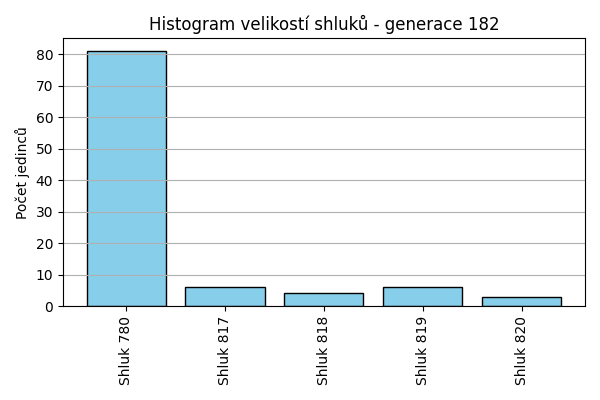 Histogram velikostí shluků - generace 182
Počet jedinců
80
70
60
50
40
30
20
10
0
Shluk 780
Shluk 817
Shluk 818
Shluk 819
Shluk 820